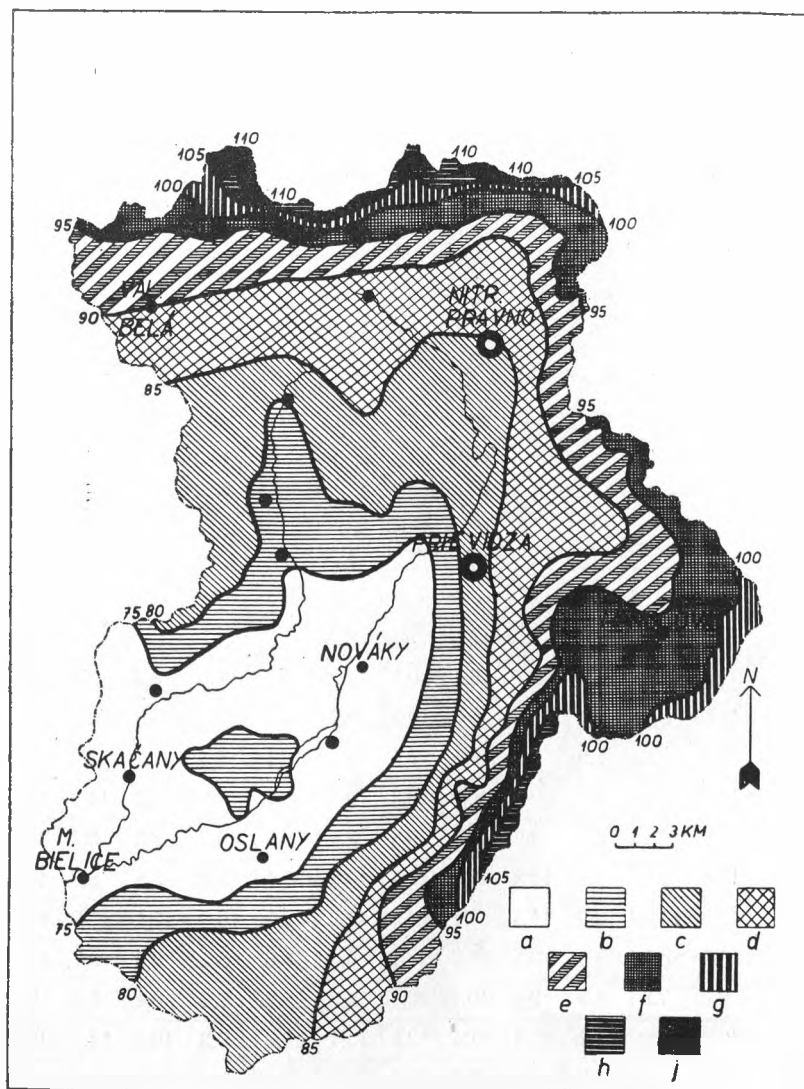 110
105
110
100
110
110
105
95
100
VAL.
BELÁ
NITR.
PRAVNO
90
95
85
95
PRIEVIDZA
100
75 80
NOVÁKY
N
SKAČANY
100
100
0 1 2 3 KM
M.
BIELICE
OSLANY
105
100
95
75
a
b
c
d
80
90
e
f
g
85
h
j